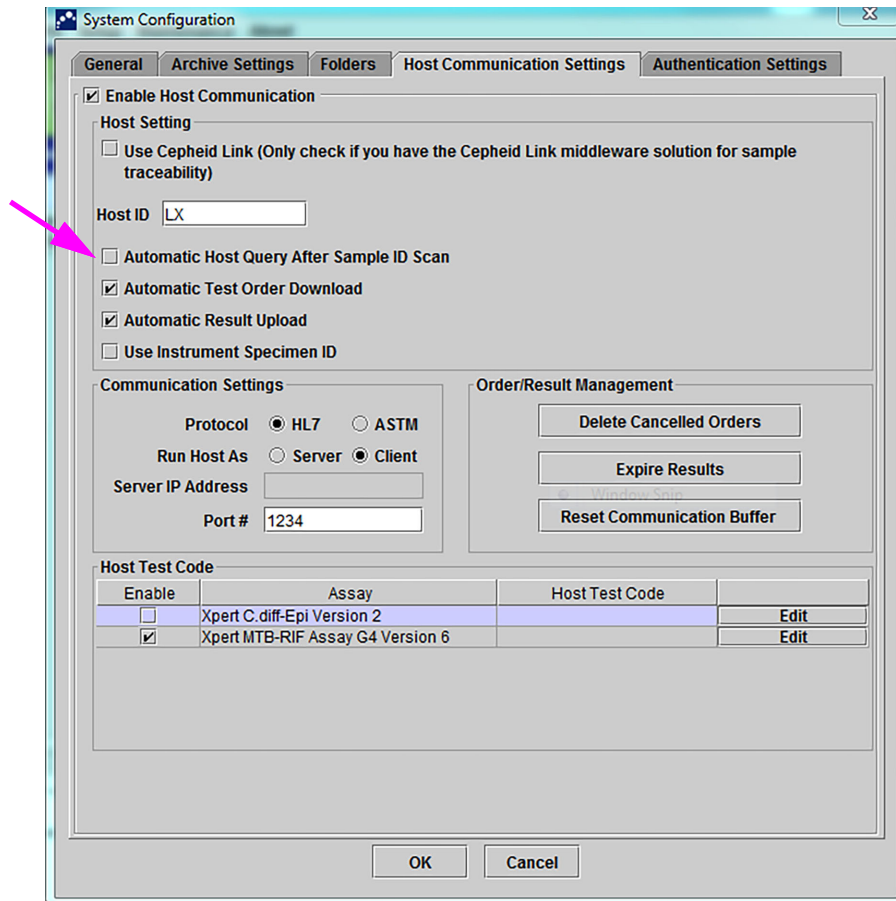 System Configuration
General Archive Settings Folders Host Communication Settings Authentication Settings
Enable Host Communication
Host Setting
Use Cepheid Link (Only check if you have the Cepheid Link middleware solution for sample
traceability)
Host ID LX
Automatic Host Query After Sample ID Scan
Automatic Test Order Download
Automatic Result Upload
Use Instrument Specimen ID
Communication Settings
Protocol HL7 ASTM
Run Host As Server Client
Server IP Address
Port # 1234
Order/Result Management
Delete Cancelled Orders
Expire Results
Window Snip
Reset Communication Buffer
Host Test Code
Enable Assay Host Test Code
Xpert C.diff-Epi Version 2 Edit
Xpert MTB-RIF Assay G4 Version 6 Edit
OK Cancel